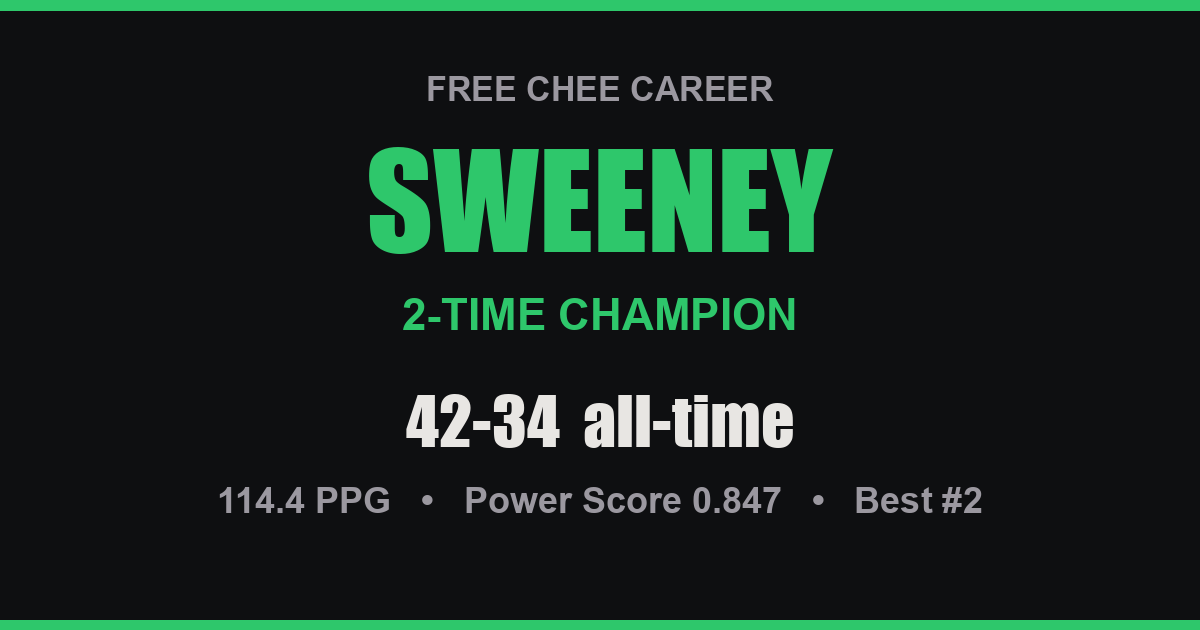 FREE CHEE CAREER
SWEENEY
2-TIME CHAMPION
42-34 all-time
114.4 PPG • Power Score 0.847 • Best #2